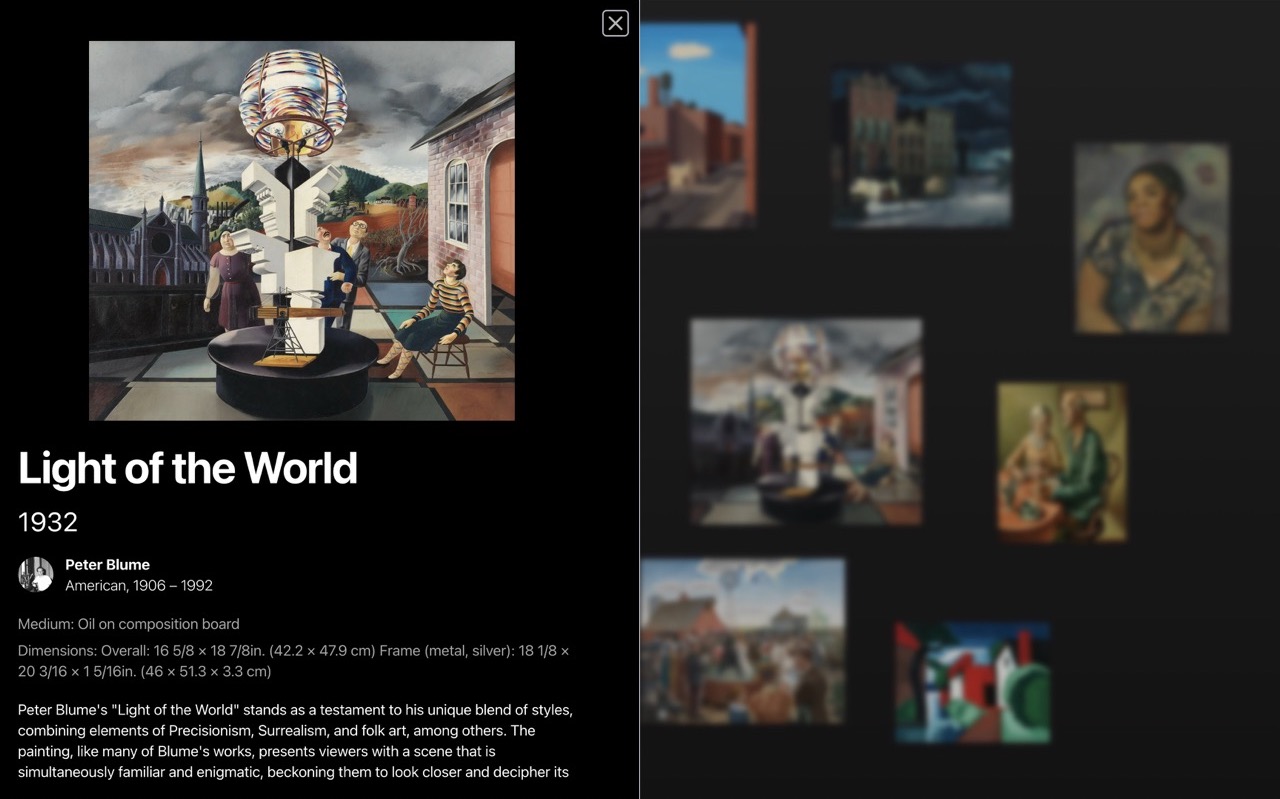 Light of the World
1932
Peter Blume
American, 1906 – 1992
Medium: Oil on composition board
Dimensions: Overall: 16 5/8 × 18 7/8in. (42.2 × 47.9 cm) Frame (metal, silver): 18 1/8 ×
20 3/16 × 1 5/16in. (46 × 51.3 × 3.3 cm)
Peter Blume's "Light of the World" stands as a testament to his unique blend of styles,
combining elements of Precisionism, Surrealism, and folk art, among others. The
painting, like many of Blume's works, presents viewers with a scene that is
simultaneously familiar and enigmatic, beckoning them to look closer and decipher its